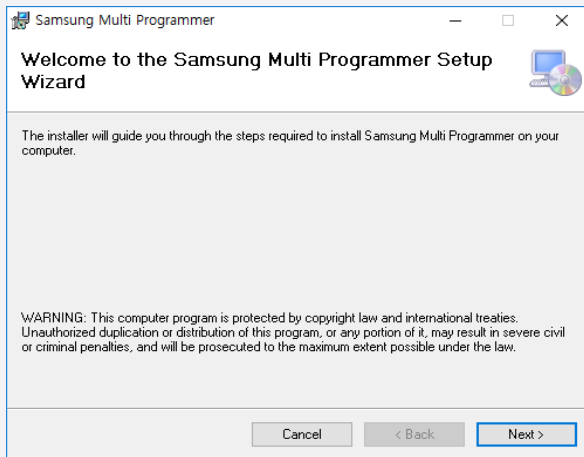 Samsung Multi Programmer
Welcome to the Samsung Multi Programmer Setup
Wizard
The installer will guide you through the steps required to install Samsung Multi Programmer on your
computer.
WARNING: This computer program is protected by copyright law and international treaties.
Unauthorized duplication or distribution of this program, or any portion of it, may result in severe civil
or criminal penalties, and will be prosecuted to the maximum extent possible under the law.
Cancel
< Back
Next >